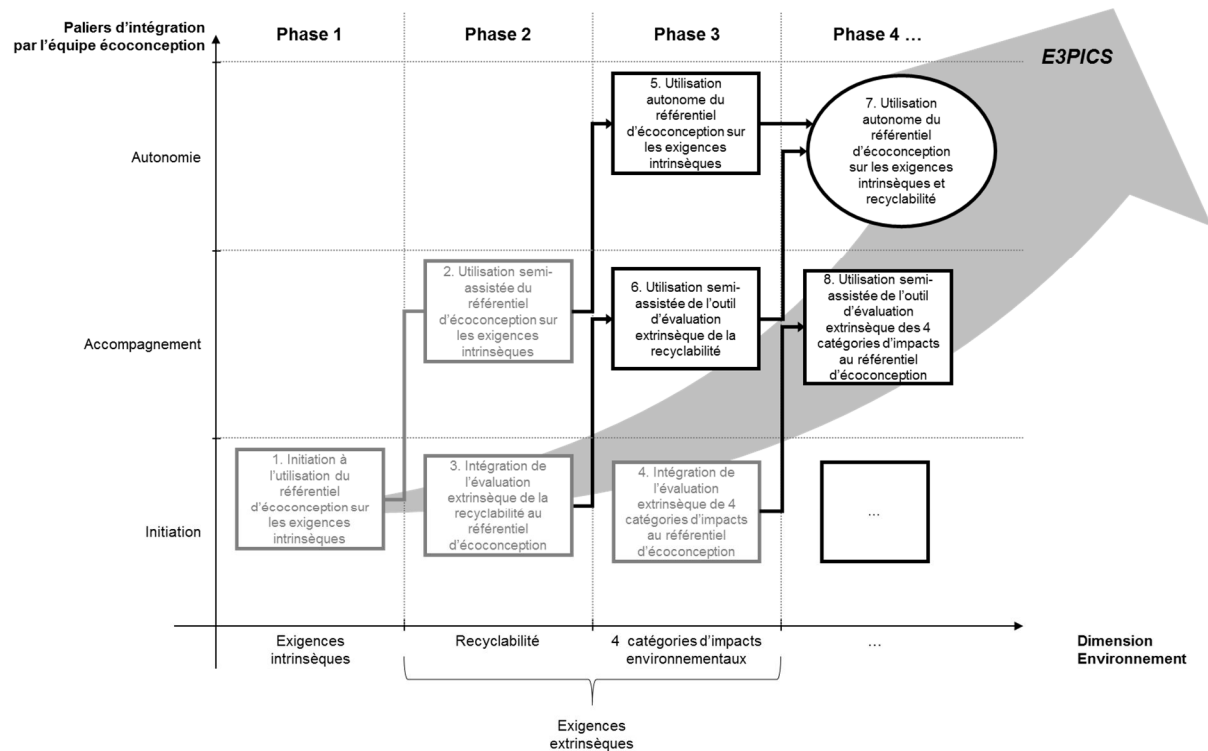 Paliers d’intégration
par l’équipe écoconception
Phase 1
Phase 2
Phase 3
Phase 4 …
E3PICS
Autonomie
5. Utilisation
autonome du
référentiel
d’écoconception sur
les exigences
intrinsèques
7. Utilisation
autonome du
référentiel
d’écoconception
sur les exigences
intrinsèques et
recyclabilité
Accompagnement
2. Utilisation semi-
assistée du
référentiel
d’écoconception sur
les exigences
intrinsèques
6. Utilisation semi-
assistée de l’outil
d’évaluation
extrinsèque de la
recyclabilité
8. Utilisation semi-
assistée de l’outil
d’évaluation
extrinsèque des 4
catégories d’impacts
au référentiel
d’écoconception
Initiation
1. Initiation à
l’utilisation du
référentiel
d’écoconception sur
les exigences
intrinsèques
3. Intégration de
l’évaluation
extrinsèque de la
recyclabilité au
référentiel
d’écoconception
4. Intégration de
l’évaluation
extrinsèque de 4
catégories d’impacts
au référentiel
d’écoconception
...
Exigences
intrinsèques
Recyclabilité
4 catégories d’impacts
environnementaux
...
Dimension
Environnement
Exigences
extrinsèques